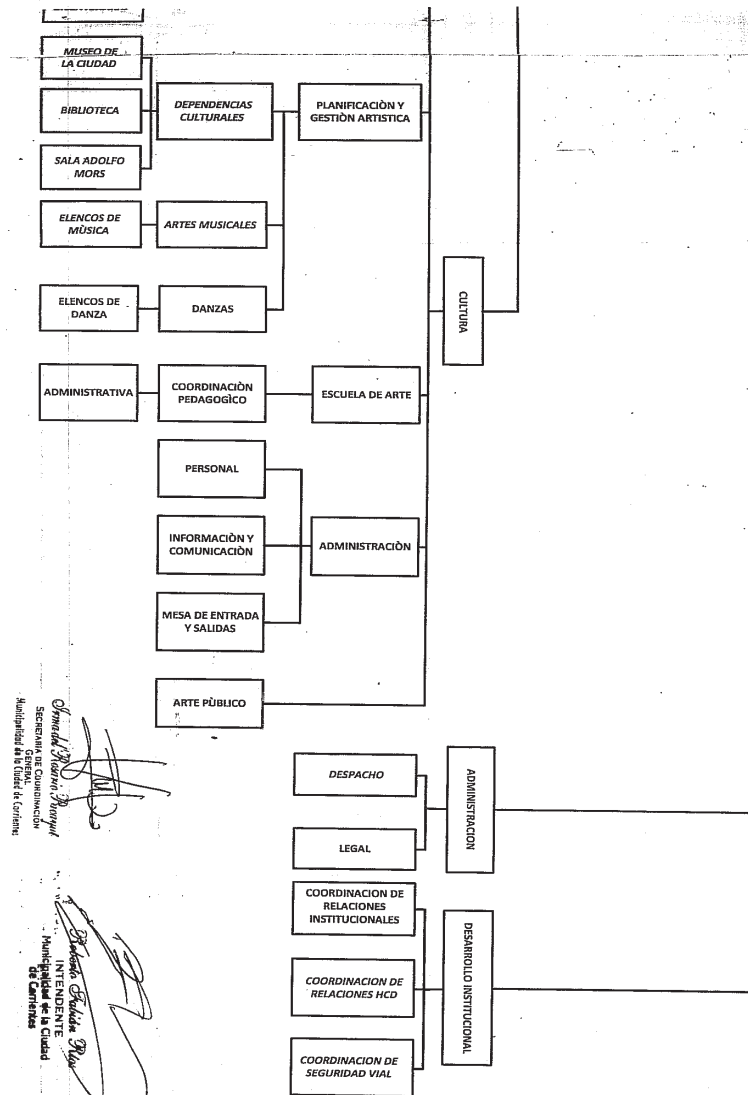 MUSEO DE
LA CIUDAD
BIBLIOTECA
SALA ADOLFO
MORS
DEPENDENCIAS
CULTURALES
PLANIFICACIÒN Y
GESTIÒN ARTISTICA
ELENCOS DE
MÙSICA
ARTES MUSICALES
ELENCOS DE
DANZA
DANZAS
CULTURA
ADMINISTRATIVA
COORDINACIÒN
PEDAGOGÌCO
ESCUELA DE ARTE
PERSONAL
INFORMACIÒN Y
COMUNICACIÒN
ADMINISTRACIÒN
MESA DE ENTRADA
Y SALIDAS
ARTE PÙBLICO
DESPACHO
LEGAL
ADMINISTRACION
COORDINACION DE
RELACIONES
INSTITUCIONALES
COORDINACION DE
RELACIONES HCD
COORDINACION DE
SEGURIDAD VIAL
DESARROLLO INSTITUCIONAL
SECRETARIA DE COORDINACIÓN
GENERAL
Municipalidad de la Ciudad de Corrientes
Roberto Fabián Ríos
INTENDENTE
Municipalidad de la Ciudad
de Corrientes